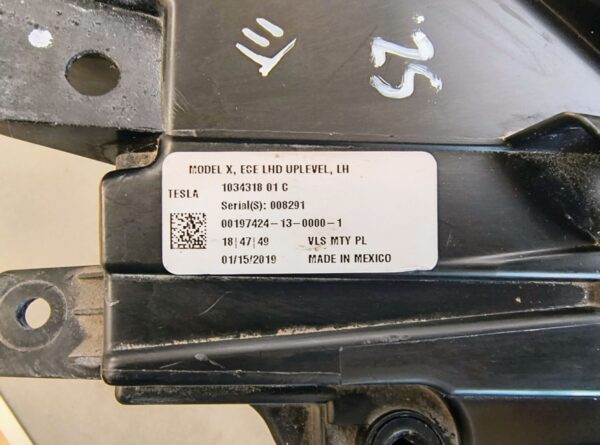 MODEL X, ECE LHD UPLEVEL, LH
TESLA 1034318 01 C
Serial(S): 008291
00197424-13-0000-1
18|47|49 VLS MTY PL
01/15/2019 MADE IN MEXICO